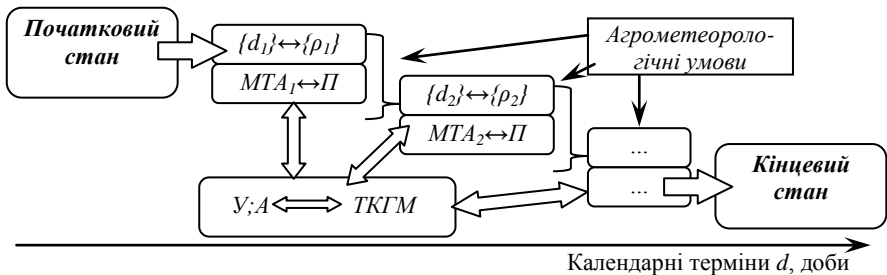 Початковий
стан
{d₁}↔{ρ₁}
МТА₁↔П
{d₂}↔{ρ₂}
МТА₂↔П
Агрометеороло-
гічні умови
...
...
Кінцевий
стан
У;А ТКГМ
Календарні терміни d, доби